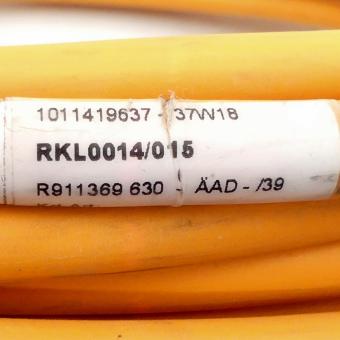 1011419637 - 37W18
RKL0014/015
R911369 630 - ÄAD - /39